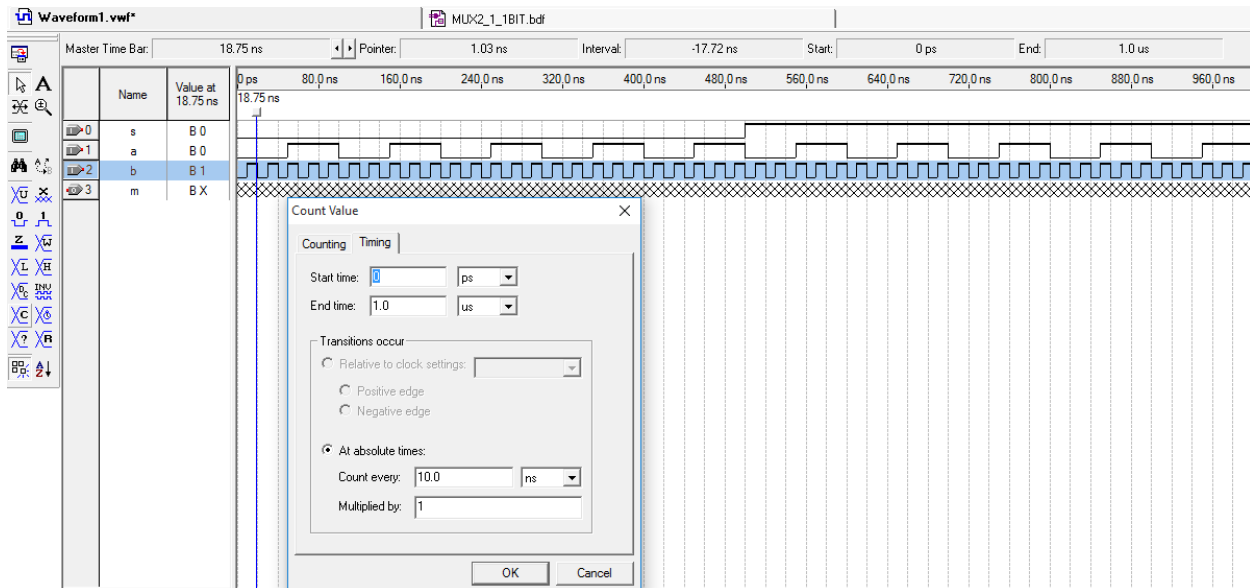 Waveform1.vwf*
MUX2_1_1BIT.bdf
Master Time Bar: 18.75 ns Pointer: 1.03 ns Interval: -17.72 ns Start: 0 ps End: 1.0 us
A
Name
Value at
18.75 ns
0 ps 80.0 ns 160.0 ns 240.0 ns 320.0 ns 400.0 ns 480.0 ns 560.0 ns 640.0 ns 720.0 ns 800.0 ns 880.0 ns 960.0 ns
18.75 ns
0 s B 0
1 a B 0
2 b B 1
3 m B X
Count Value
Counting Timing
Start time: 0 ps
End time: 1.0 us
Transitions occur
Relative to clock settings:
Positive edge
Negative edge
At absolute times:
Count every: 10.0 ns
Multiplied by: 1
OK Cancel